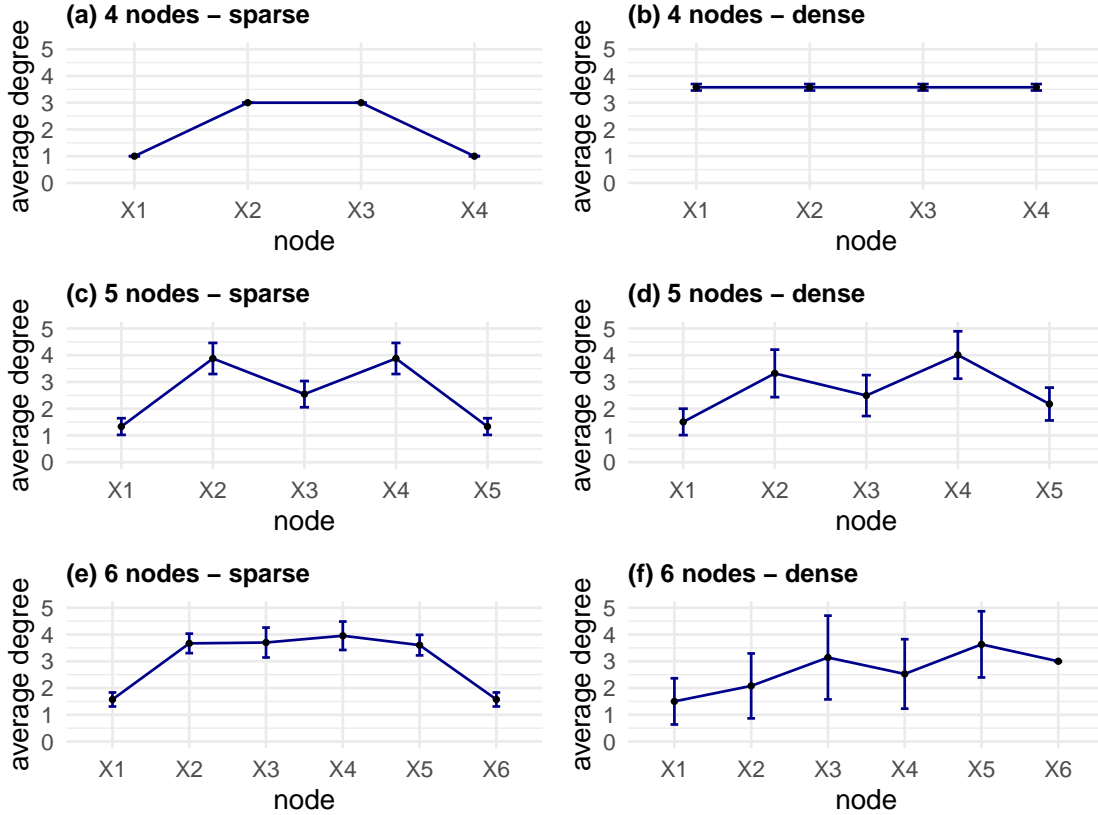 (a) 4 nodes − sparse
average degree
5
4
3
2
1
0
X1 X2 X3 X4
node
(b) 4 nodes − dense
average degree
5
4
3
2
1
0
X1 X2 X3 X4
node
(c) 5 nodes − sparse
average degree
5
4
3
2
1
0
X1 X2 X3 X4 X5
node
(d) 5 nodes − dense
average degree
5
4
3
2
1
0
X1 X2 X3 X4 X5
node
(e) 6 nodes − sparse
average degree
5
4
3
2
1
0
X1 X2 X3 X4 X5 X6
node
(f) 6 nodes − dense
average degree
5
4
3
2
1
0
X1 X2 X3 X4 X5 X6
node